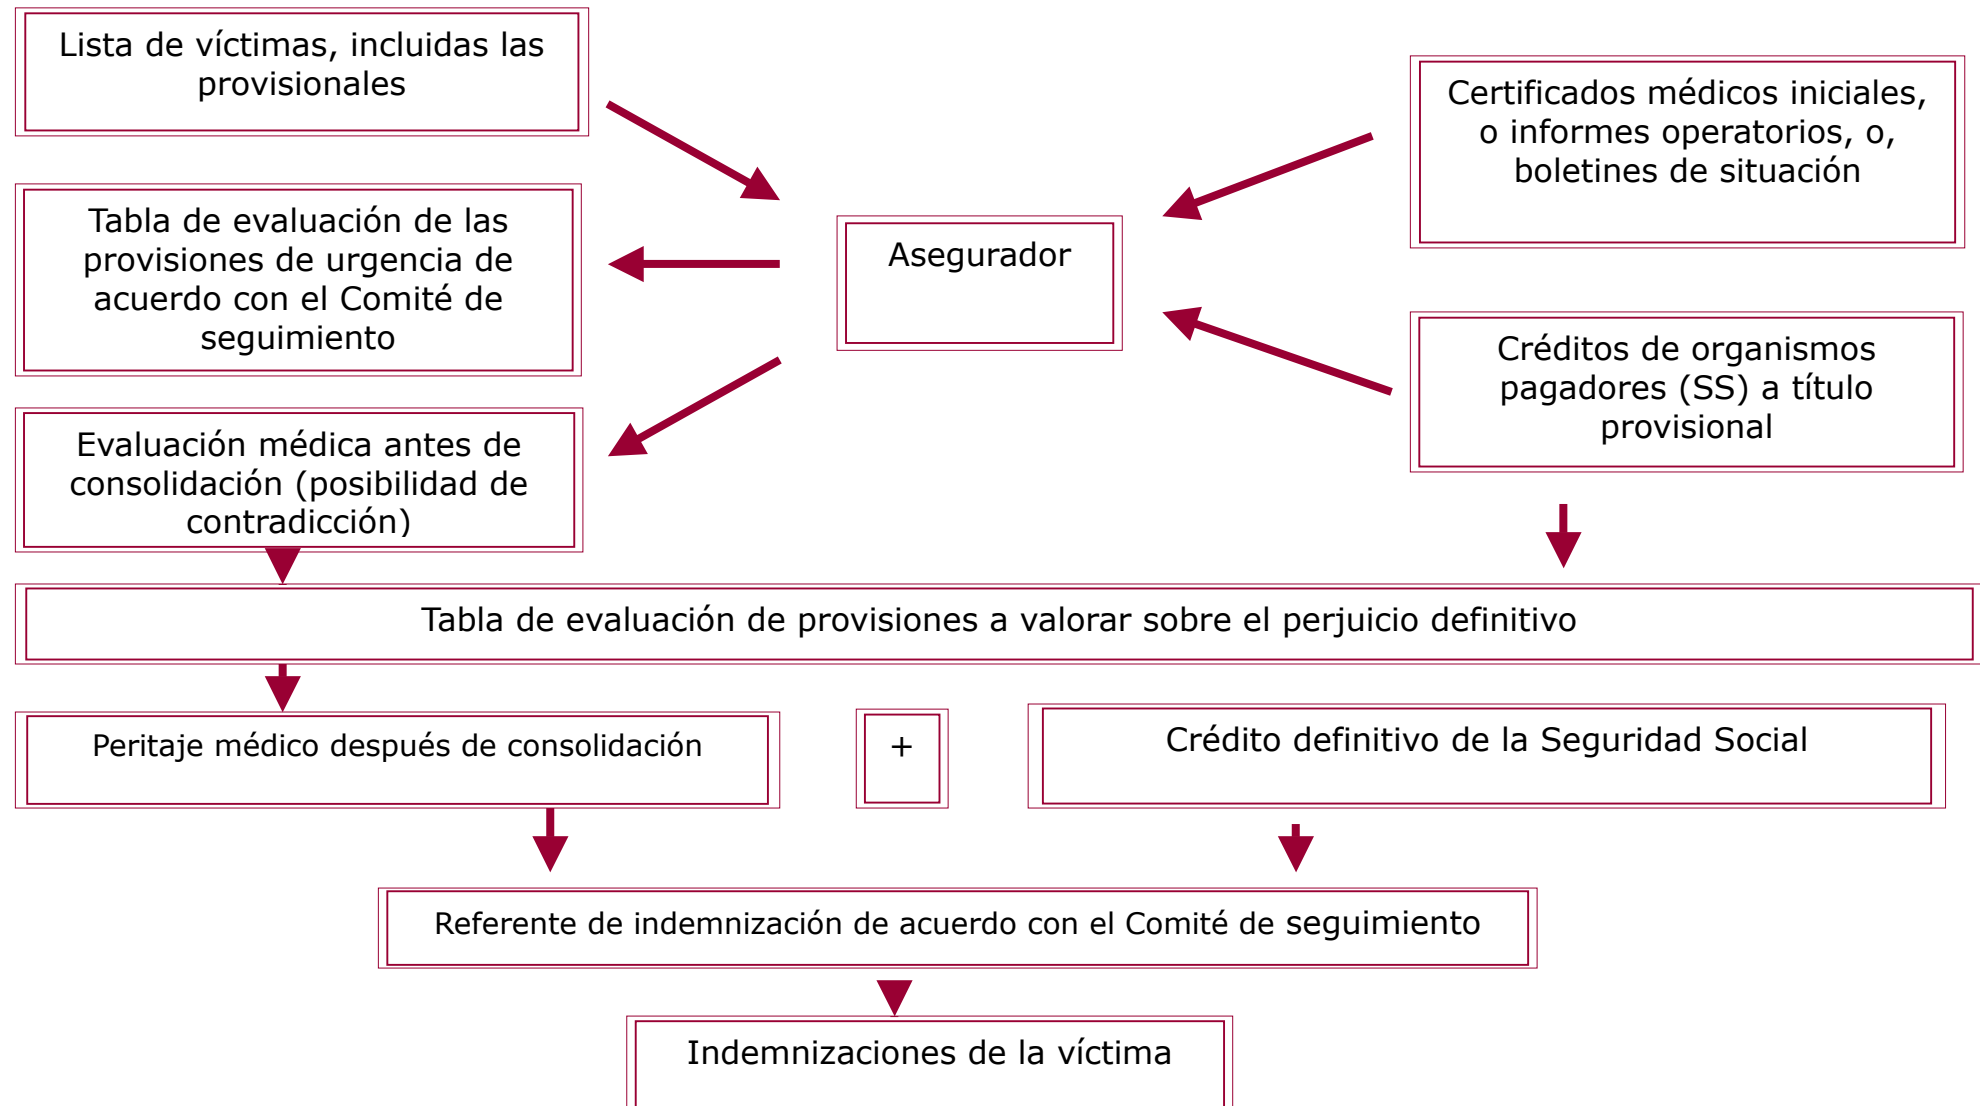 Lista de víctimas, incluidas las
provisionales
Certificados médicos iniciales,
o informes operatorios, o,
boletines de situación
Tabla de evaluación de las
provisiones de urgencia de
acuerdo con el Comité de
seguimiento
Asegurador
Créditos de organismos
pagadores (SS) a título
provisional
Evaluación médica antes de
consolidación (posibilidad de
contradicción)
Tabla de evaluación de provisiones a valorar sobre el perjuicio definitivo
Peritaje médico después de consolidación
+
Crédito definitivo de la Seguridad Social
Referente de indemnización de acuerdo con el Comité de seguimiento
Indemnizaciones de la víctima